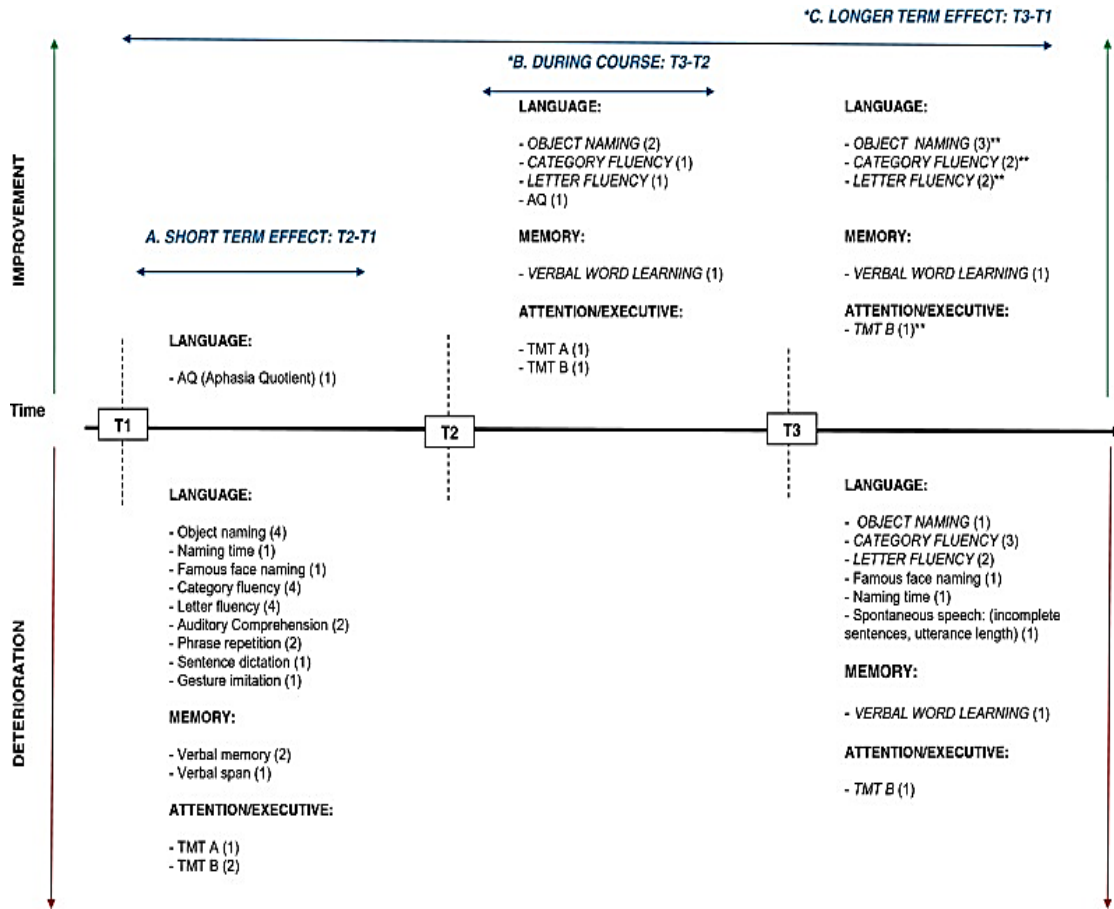 *C. LONGER TERM EFFECT: T3-T1
*B. DURING COURSE: T3-T2
LANGUAGE:
- OBJECT NAMING (2)
- CATEGORY FLUENCY (1)
- LETTER FLUENCY (1)
- AQ (1)
MEMORY:
- VERBAL WORD LEARNING (1)
ATTENTION/EXECUTIVE:
- TMT A (1)
- TMT B (1)
LANGUAGE:
- OBJECT NAMING (3)**
- CATEGORY FLUENCY (2)**
- LETTER FLUENCY (2)**
MEMORY:
- VERBAL WORD LEARNING (1)
ATTENTION/EXECUTIVE:
- TMT B (1)**
IMPROVEMENT
A. SHORT TERM EFFECT: T2-T1
LANGUAGE:
- AQ (Aphasia Quotient) (1)
Time
T1
T2
T3
DETERIORATION
LANGUAGE:
- Object naming (4)
- Naming time (1)
- Famous face naming (1)
- Category fluency (4)
- Letter fluency (4)
- Auditory Comprehension (2)
- Phrase repetition (2)
- Sentence dictation (1)
- Gesture imitation (1)
MEMORY:
- Verbal memory (2)
- Verbal span (1)
ATTENTION/EXECUTIVE:
- TMT A (1)
- TMT B (2)
LANGUAGE:
- OBJECT NAMING (1)
- CATEGORY FLUENCY (3)
- LETTER FLUENCY (2)
- Famous face naming (1)
- Naming time (1)
- Spontaneous speech: (incomplete
sentences, utterance length) (1)
MEMORY:
- VERBAL WORD LEARNING (1)
ATTENTION/EXECUTIVE:
- TMT B (1)